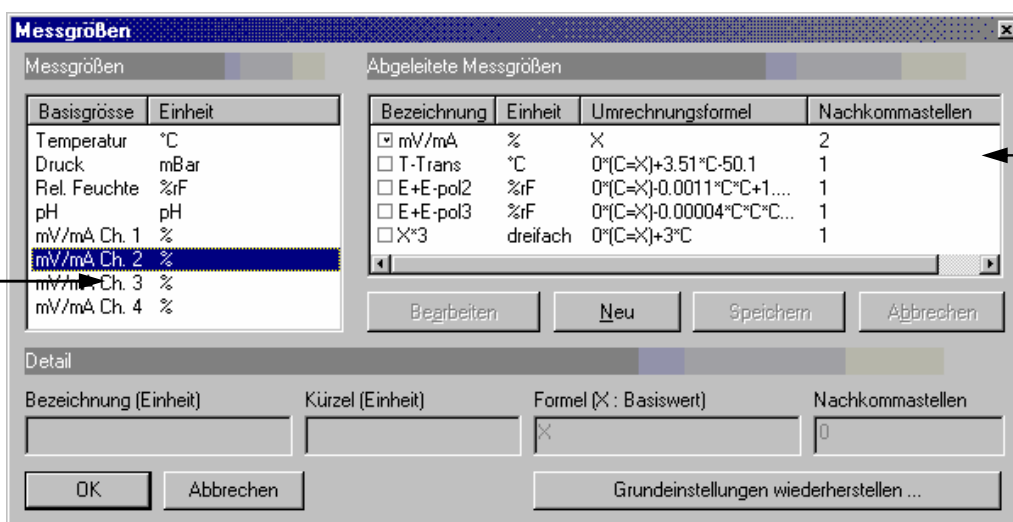 Messgrößen
Messgrößen
Basisgrösse Einheit
Temperatur °C
Druck mBar
Rel. Feuchte %rF
pH pH
mV/mA Ch. 1 %
mV/mA Ch. 2 %
mV/mA Ch. 3 %
mV/mA Ch. 4 %
Abgeleitete Messgrößen
Bezeichnung Einheit Umrechnungsformel Nachkommastellen
mV/mA % X 2
T-Trans °C 0*(C=X)+3.51*C-50.1 1
E+E-pol2 %rF 0*(C=X)-0.0011*C*C+1.... 1
E+E-pol3 %rF 0*(C=X)-0.00004*C*C*C... 1
X*3 dreifach 0*(C=X)+3*C 1
Bearbeiten Neu Speichern Abbrechen
Detail
Bezeichnung (Einheit) Kürzel (Einheit) Formel (X : Basiswert) Nachkommastellen
X 0
OK Abbrechen Grundeinstellungen wiederherstellen ...